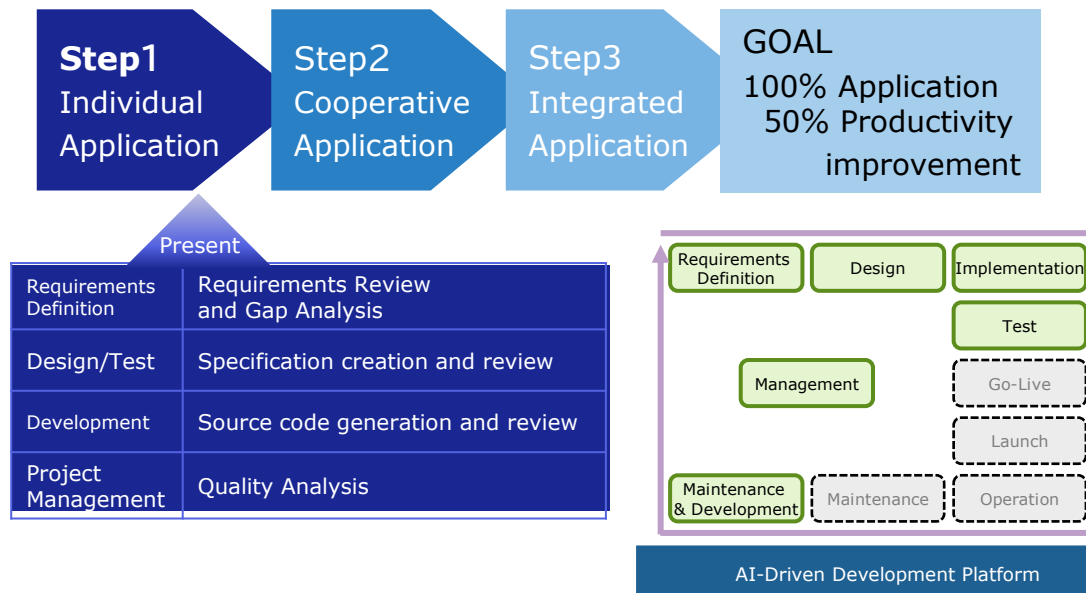 Step1
Individual
Application
Step2
Cooperative
Application
Step3
Integrated
Application
GOAL
100% Application
50% Productivity
improvement
Present
Requirements
Definition
Requirements Review
and Gap Analysis
Design/Test
Specification creation and review
Development
Source code generation and review
Project
Management
Quality Analysis
Requirements
Definition
Design
Implementation
Test
Management
Go-Live
Launch
Maintenance
& Development
Maintenance
Operation
AI-Driven Development Platform